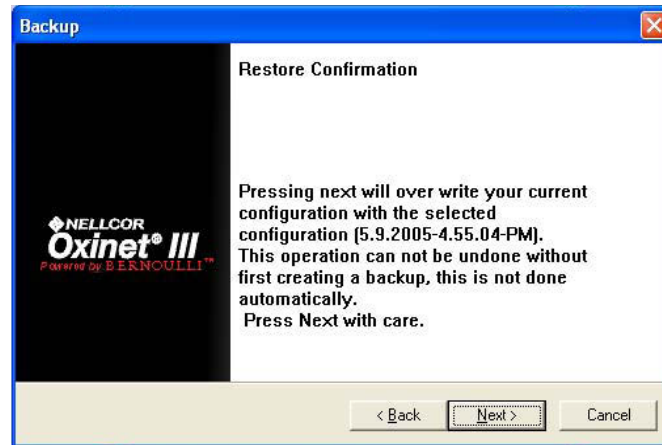 Backup
Restore Confirmation
Pressing next will over write your current
configuration with the selected
configuration (5.9.2005-4.55.04-PM).
This operation can not be undone without
first creating a backup, this is not done
automatically.
Press Next with care.
NELLCOR
Oxinet® III
Powered by BERNOULLI™
< Back
Next >
Cancel